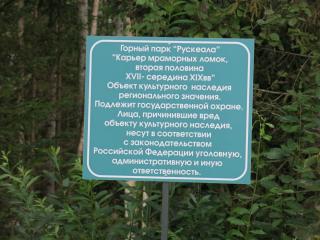 Горный парк "Рускеала"
"Карьер мраморных ломок,
вторая половина
XVII- середина XIXвв"
Объект культурного наследия
регионального значения.
Подлежит государственной охране.
Лица, причинившие вред
объекту культурного наследия,
несут в соответствии
с законодательством
Российской Федерации уголовную,
административную и иную
ответственность.